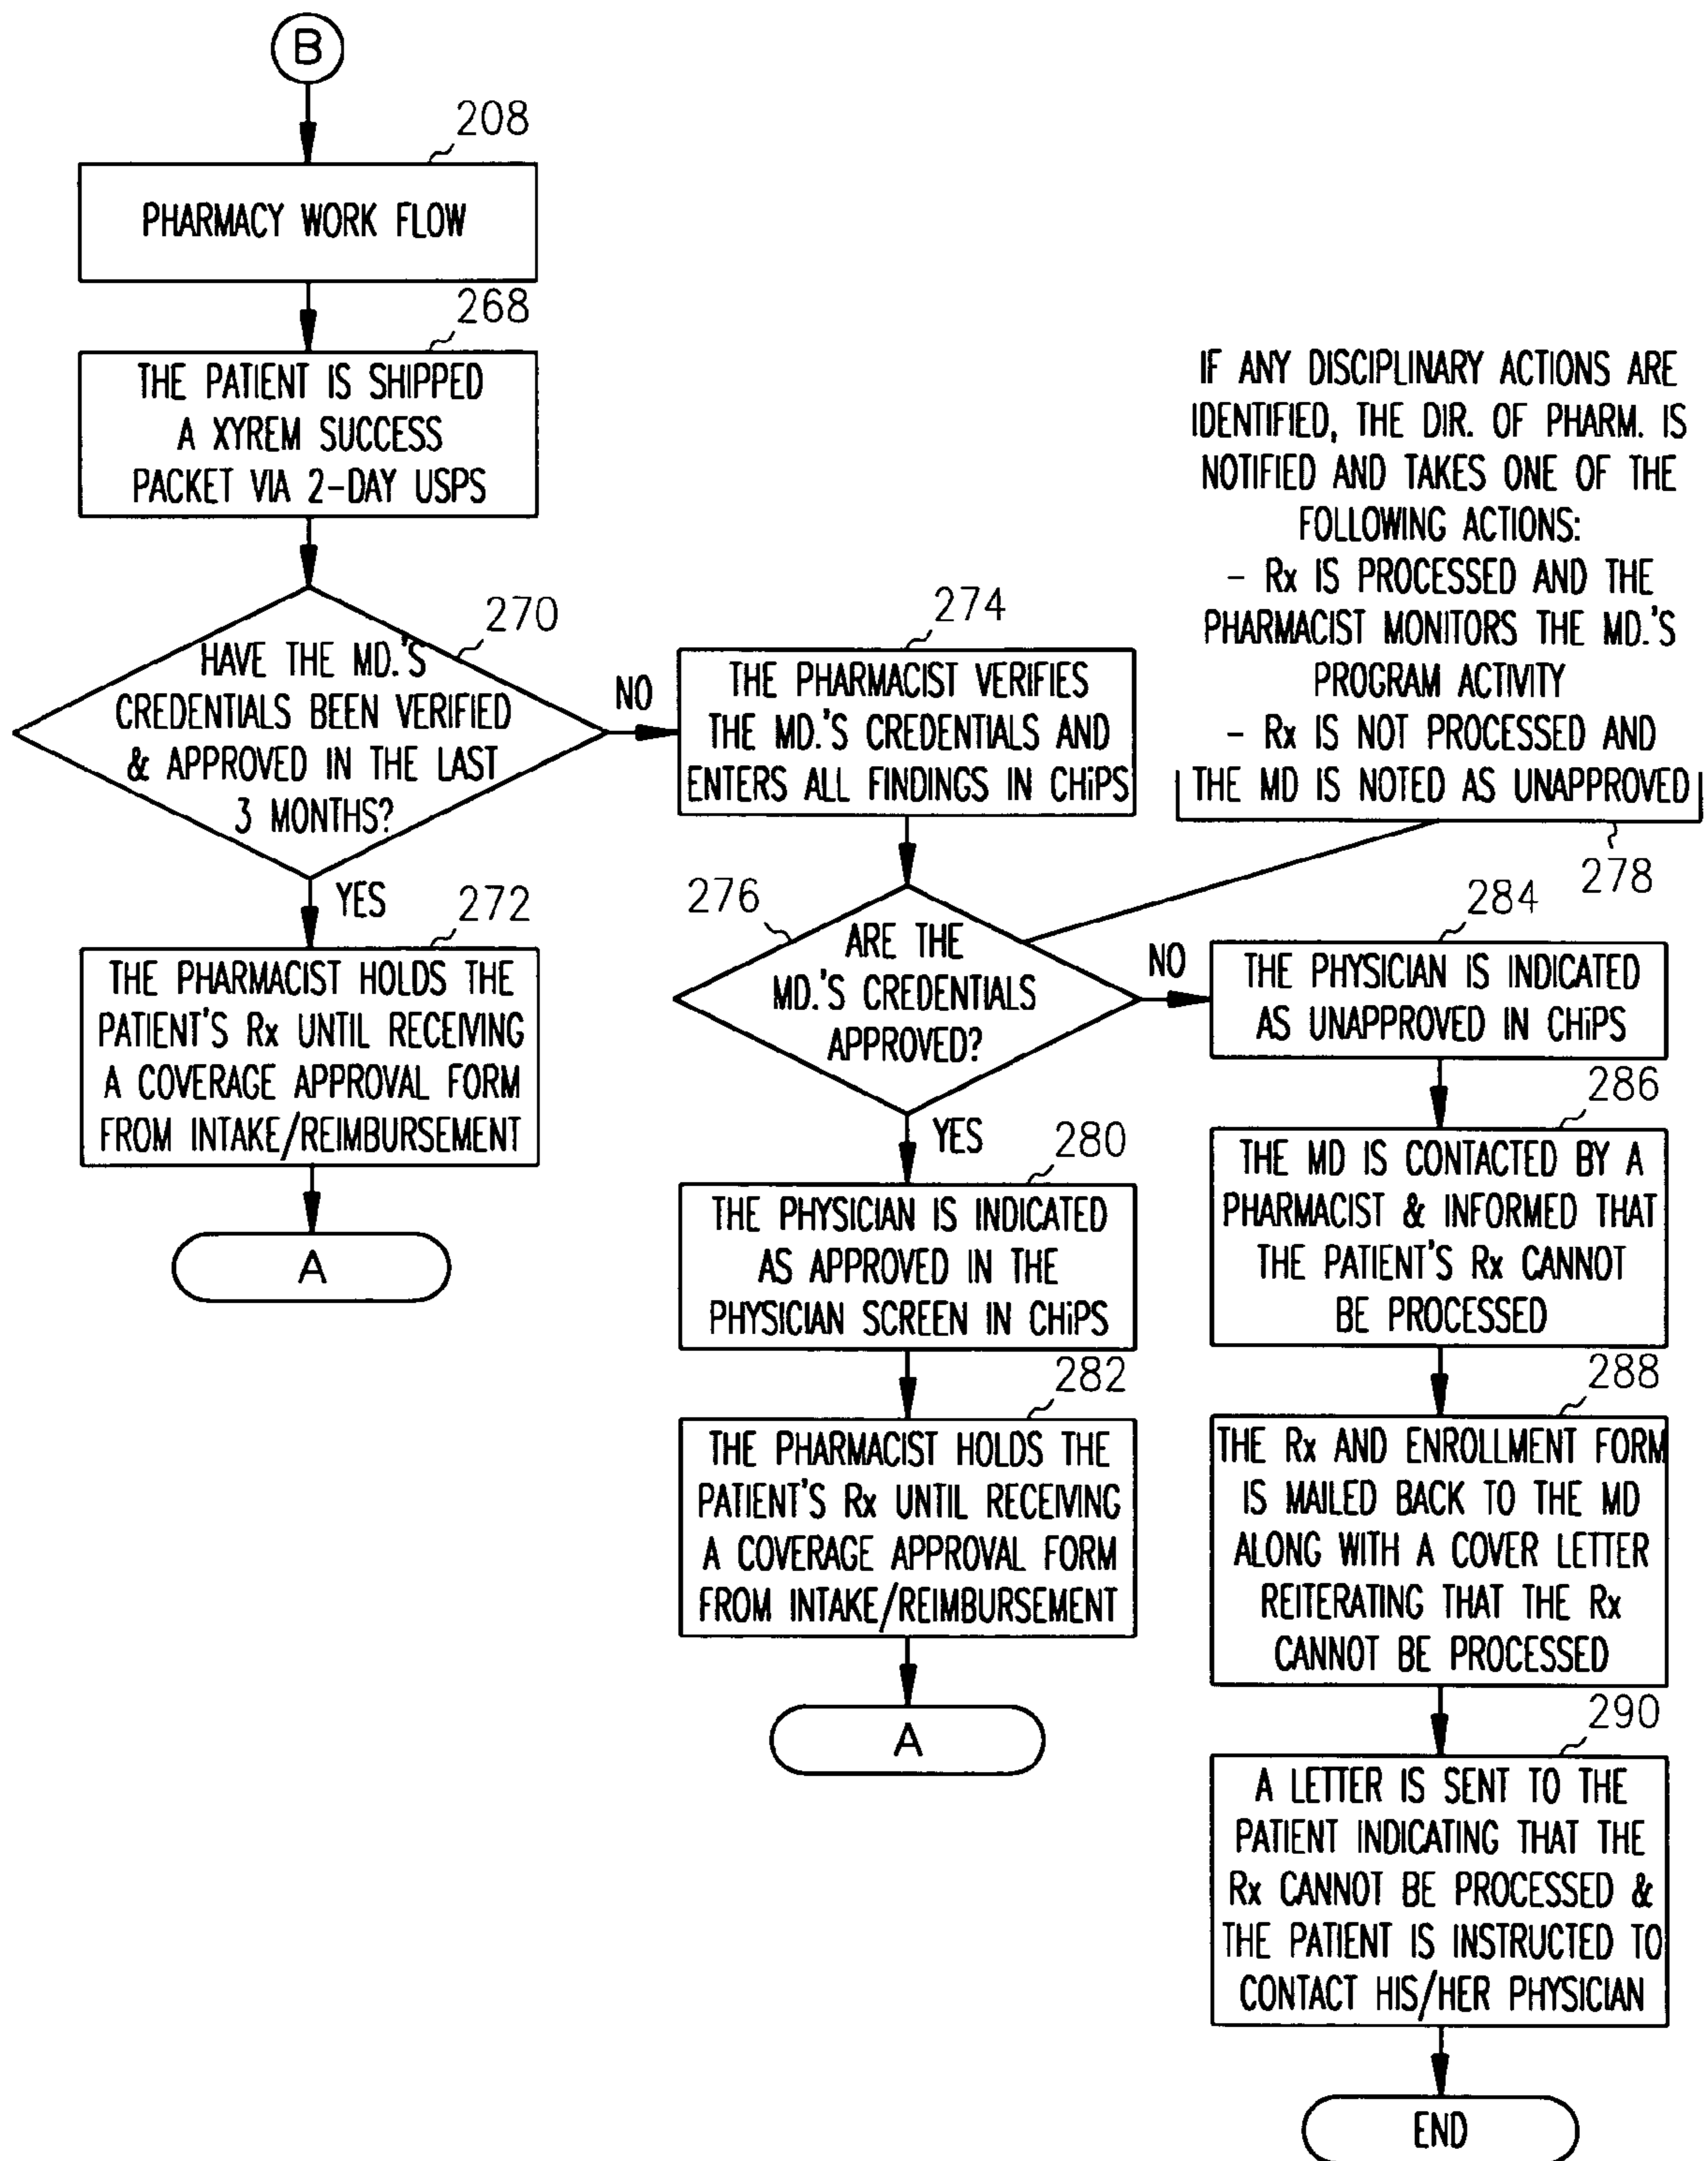 B
208
PHARMACY WORK FLOW
268
THE PATIENT IS SHIPPED
A XYREM SUCCESS
PACKET VIA 2-DAY USPS
270
HAVE THE MD.'S
CREDENTIALS BEEN VERIFIED
& APPROVED IN THE LAST
3 MONTHS?
NO
YES
272
THE PHARMACIST HOLDS THE
PATIENT'S Rx UNTIL RECEIVING
A COVERAGE APPROVAL FORM
FROM INTAKE/REIMBURSEMENT
A
274
THE PHARMACIST VERIFIES
THE MD.'S CREDENTIALS AND
ENTERS ALL FINDINGS IN CHiPS
IF ANY DISCIPLINARY ACTIONS ARE
IDENTIFIED, THE DIR. OF PHARM. IS
NOTIFIED AND TAKES ONE OF THE
FOLLOWING ACTIONS:
- Rx IS PROCESSED AND THE
PHARMACIST MONITORS THE MD.'S
PROGRAM ACTIVITY
- Rx IS NOT PROCESSED AND
THE MD IS NOTED AS UNAPPROVED
278
276
ARE THE
MD.'S CREDENTIALS
APPROVED?
NO
YES
280
THE PHYSICIAN IS INDICATED
AS APPROVED IN THE
PHYSICIAN SCREEN IN CHiPS
282
THE PHARMACIST HOLDS THE
PATIENT'S Rx UNTIL RECEIVING
A COVERAGE APPROVAL FORM
FROM INTAKE/REIMBURSEMENT
A
284
THE PHYSICIAN IS INDICATED
AS UNAPPROVED IN CHiPS
286
THE MD IS CONTACTED BY A
PHARMACIST & INFORMED THAT
THE PATIENT'S Rx CANNOT
BE PROCESSED
288
THE Rx AND ENROLLMENT FORM
IS MAILED BACK TO THE MD
ALONG WITH A COVER LETTER
REITERATING THAT THE Rx
CANNOT BE PROCESSED
290
A LETTER IS SENT TO THE
PATIENT INDICATING THAT THE
Rx CANNOT BE PROCESSED &
THE PATIENT IS INSTRUCTED TO
CONTACT HIS/HER PHYSICIAN
END